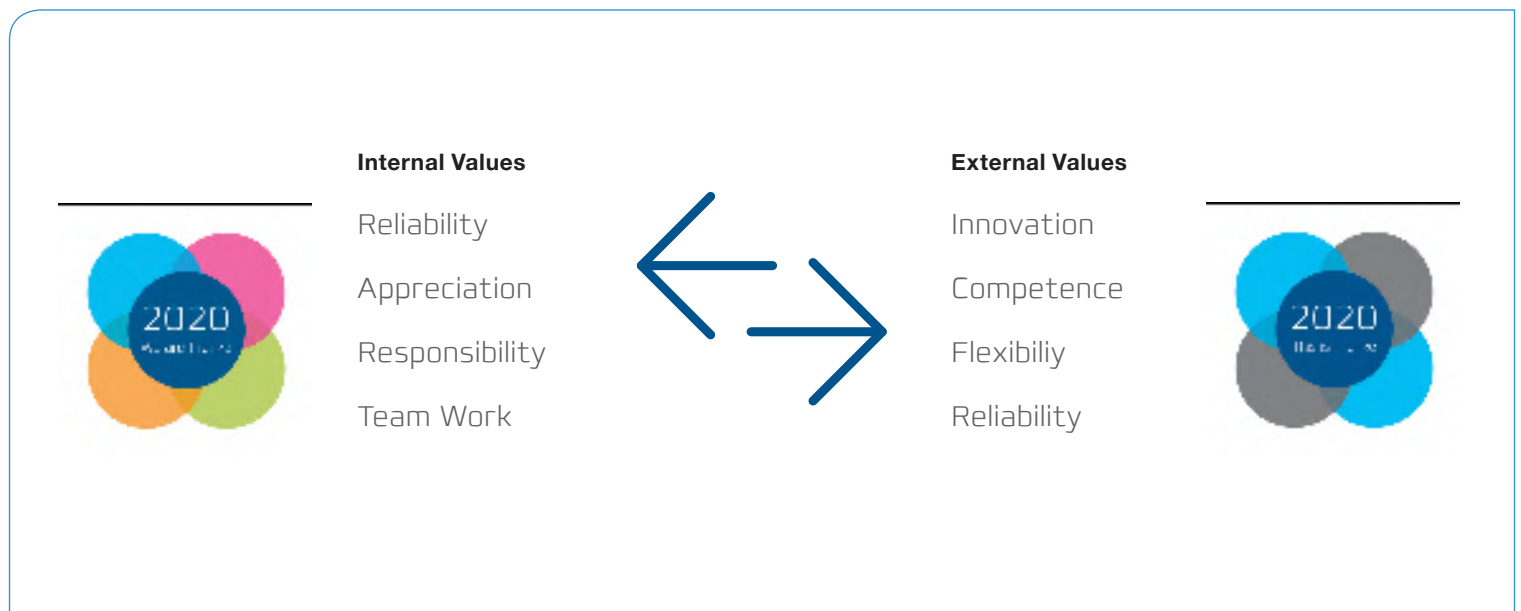 Internal Values
Reliability
Appreciation
Responsibility
Team Work
External Values
Innovation
Competence
Flexibiliy
Reliability
2020
2020